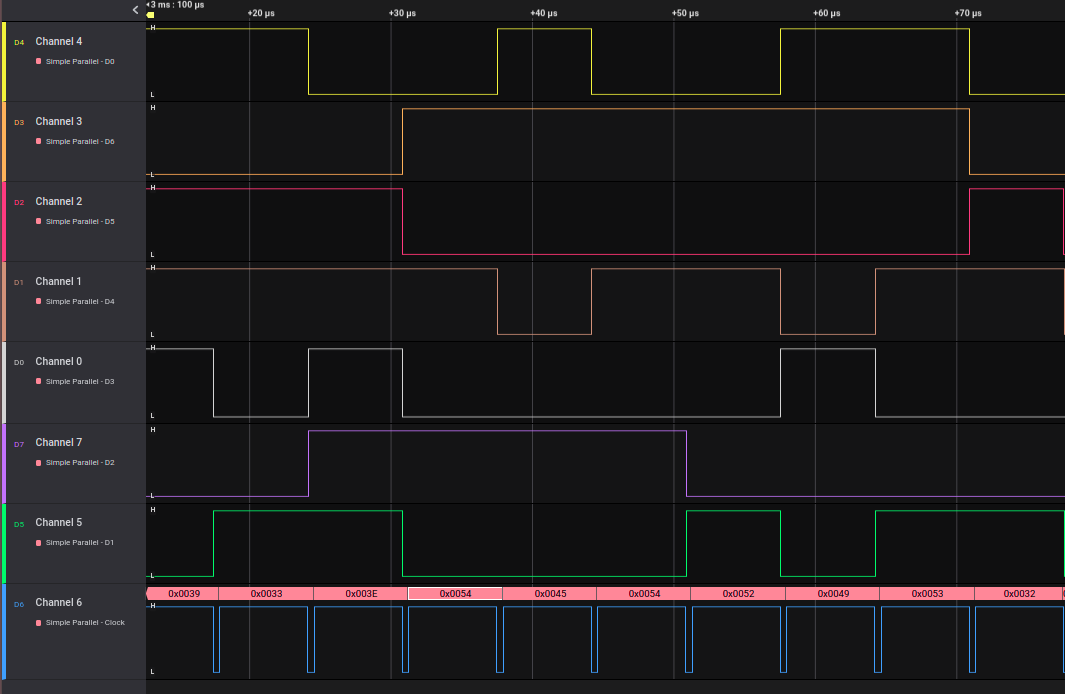 +3 ms : 100 µs
+20 µs +30 µs +40 µs +50 µs +60 µs +70 µs
D4 Channel 4 H
Simple Parallel - D0
L
D3 Channel 3 H
Simple Parallel - D6
L
D2 Channel 2 H
Simple Parallel - D5
L
D1 Channel 1 H
Simple Parallel - D4
L
D0 Channel 0 H
Simple Parallel - D3
L
D7 Channel 7 H
Simple Parallel - D2
L
D5 Channel 5 H
Simple Parallel - D1
L
0x0039 0x0033 0x003E 0x0054 0x0045 0x0054 0x0052 0x0049 0x0053 0x0032
D6 Channel 6 H
Simple Parallel - Clock
L